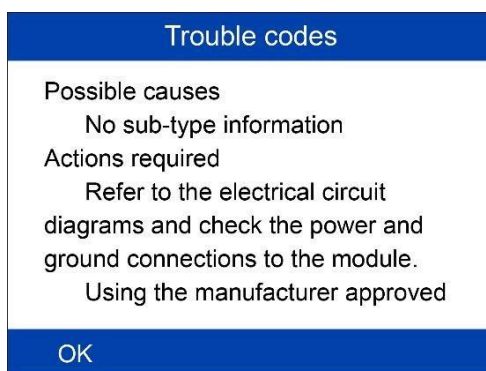 Trouble codes
Possible causes
No sub-type information
Actions required
Refer to the electrical circuit
diagrams and check the power and
ground connections to the module.
Using the manufacturer approved
OK